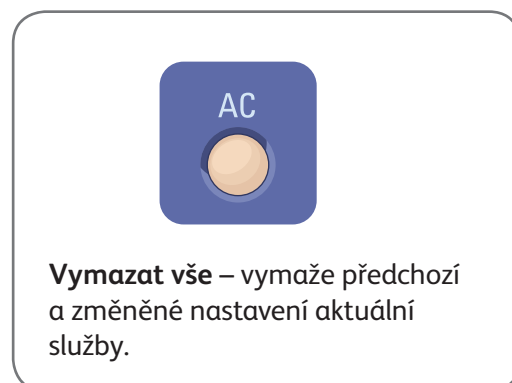 AC
Vymazat vše – vymaže předchozí
a změněné nastavení aktuální
služby.